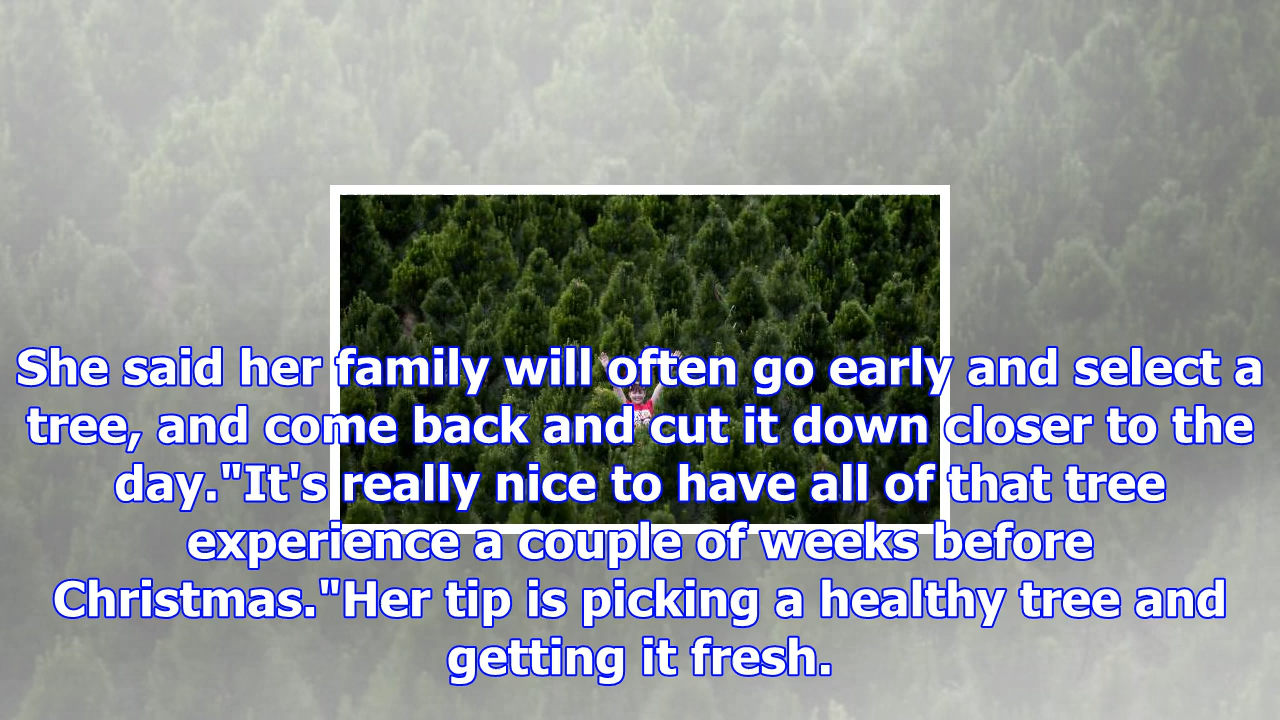 She said her family will often go early and select a
tree, and come back and cut it down closer to the
day."It's really nice to have all of that tree
experience a couple of weeks before
Christmas."Her tip is picking a healthy tree and
getting it fresh.